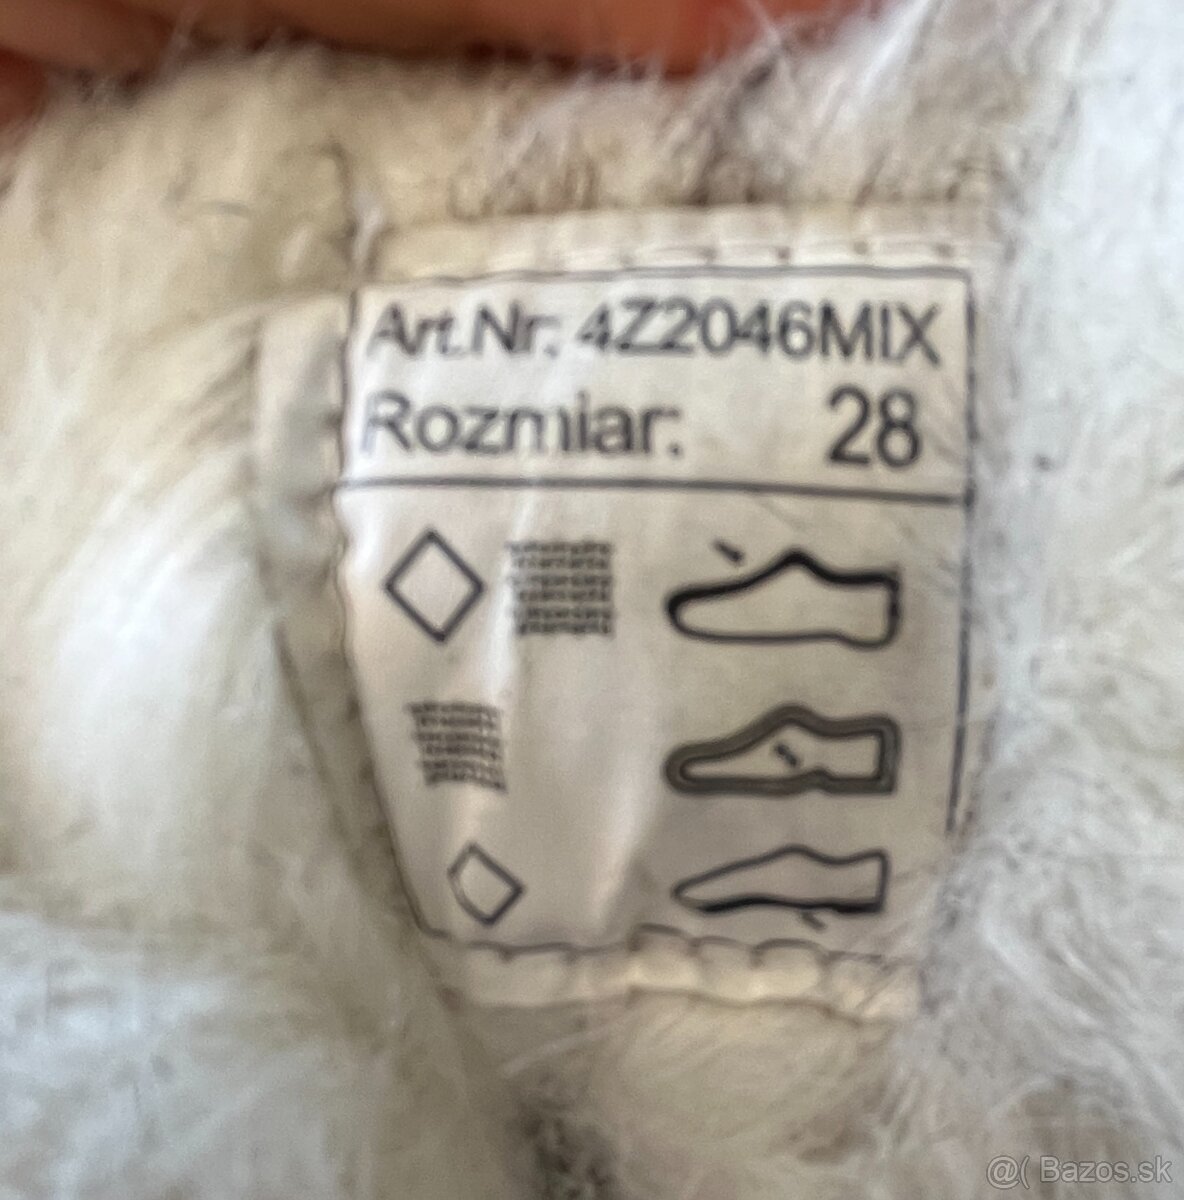 Art.Nr: 4Z2046MIX
Rozmiar: 28
@( Bazos.sk